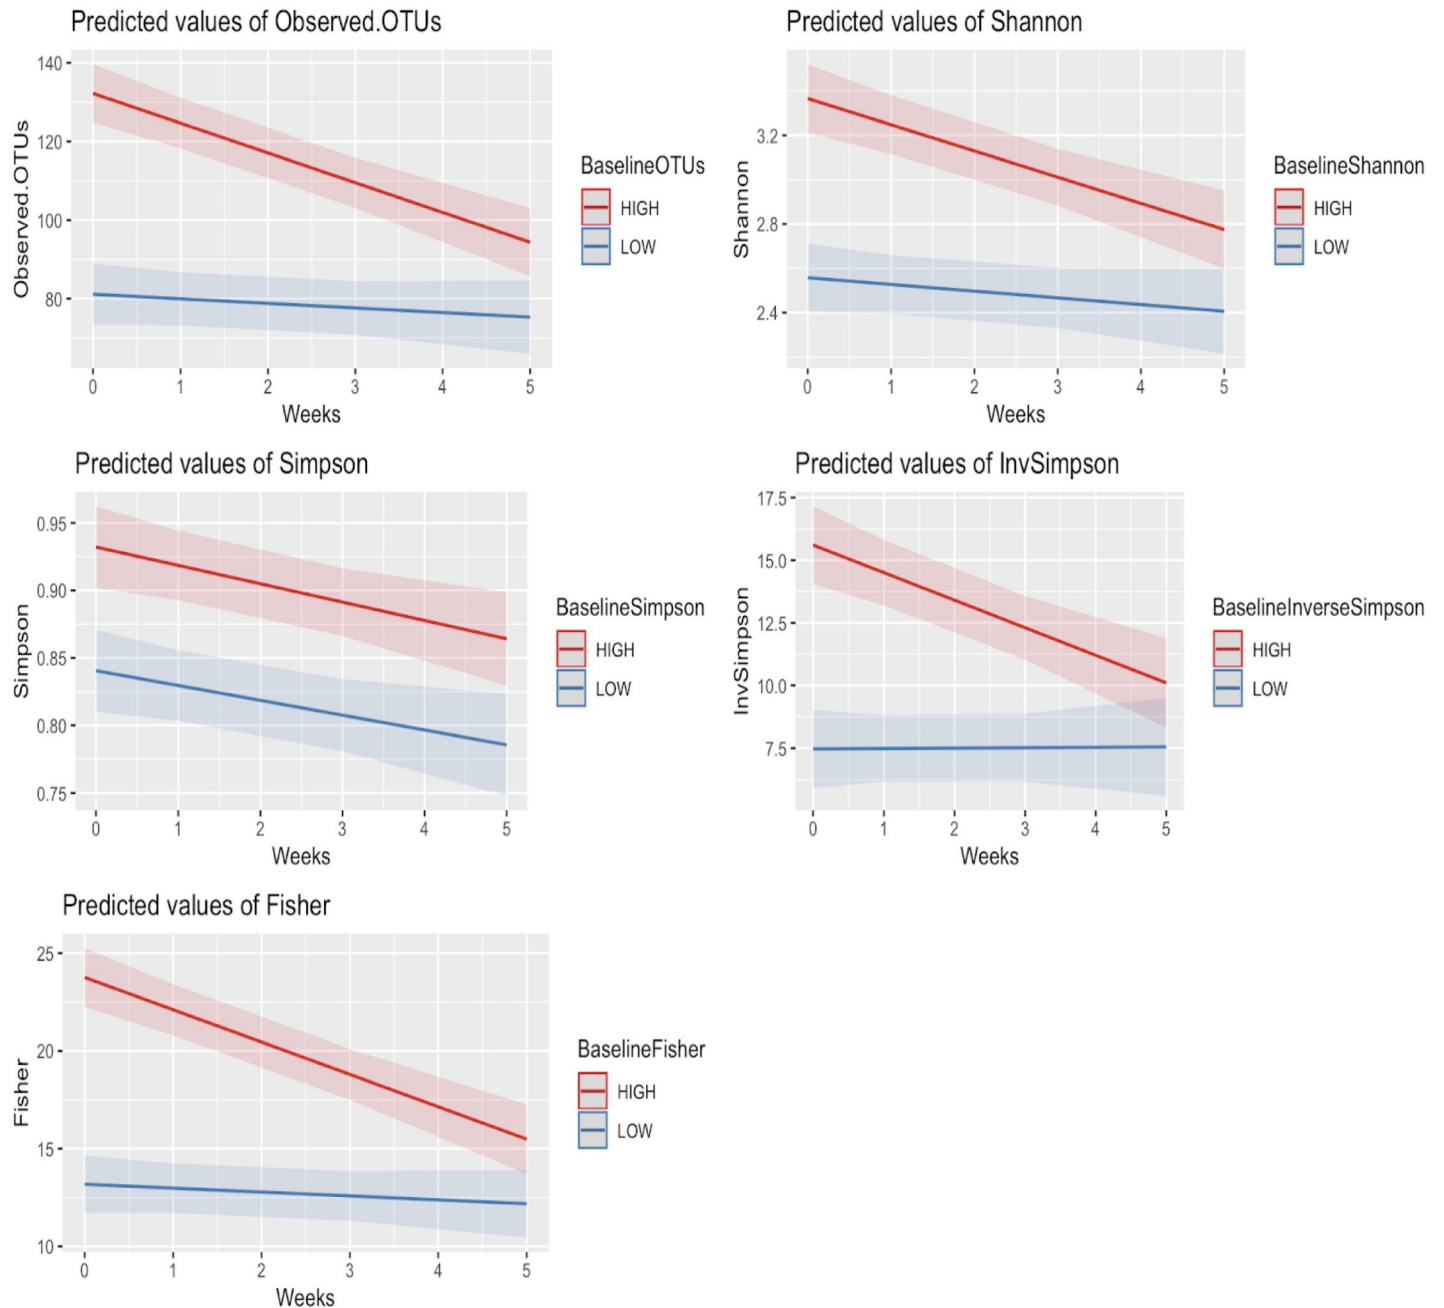 Predicted values of Observed.OTUs
Observed.OTUs
140
120
100
80
0 1 2 3 4 5
Weeks
BaselineOTUs
HIGH
LOW
Predicted values of Shannon
Shannon
3.2
2.8
2.4
0 1 2 3 4 5
Weeks
BaselineShannon
HIGH
LOW
Predicted values of Simpson
Simpson
0.95
0.90
0.85
0.80
0.75
0 1 2 3 4 5
Weeks
BaselineSimpson
HIGH
LOW
Predicted values of InvSimpson
InvSimpson
17.5
15.0
12.5
10.0
7.5
0 1 2 3 4 5
Weeks
BaselineInverseSimpson
HIGH
LOW
Predicted values of Fisher
Fisher
25
20
15
10
0 1 2 3 4 5
Weeks
BaselineFisher
HIGH
LOW